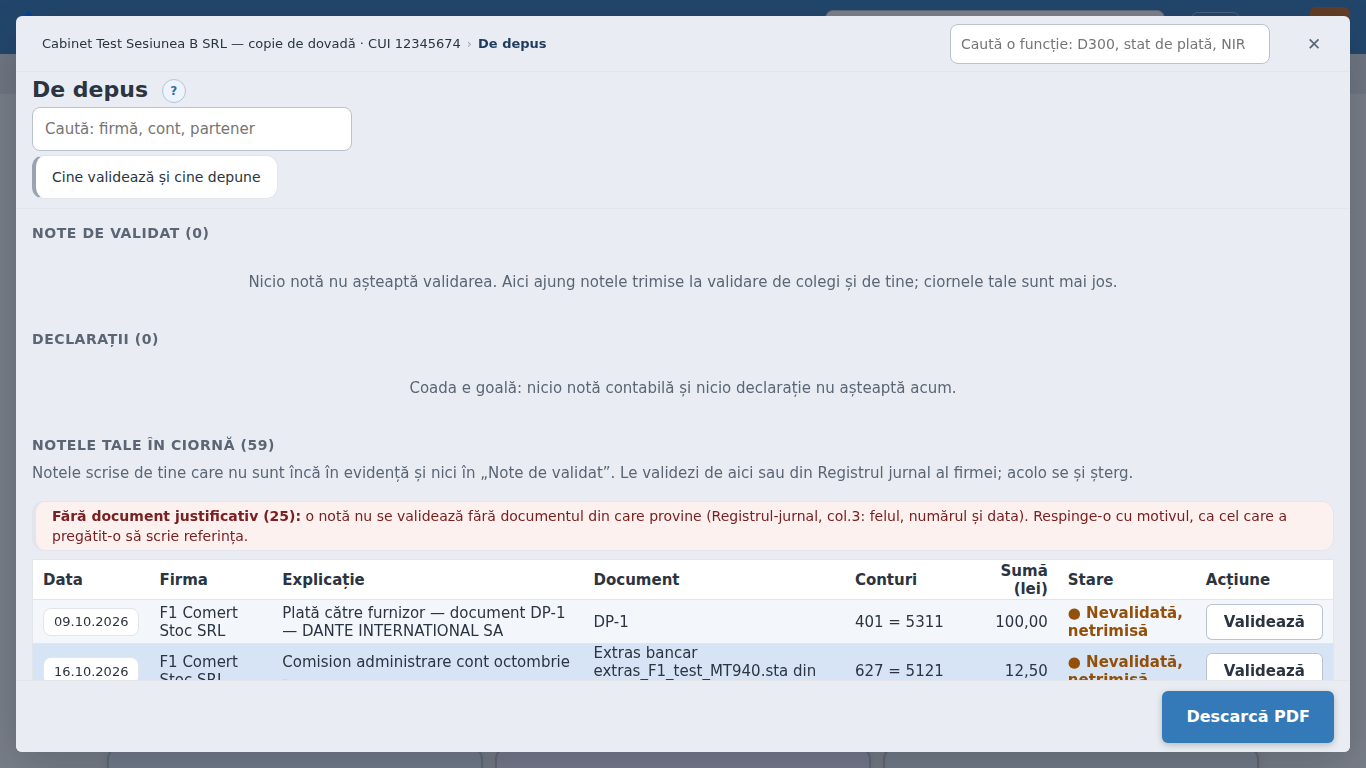 Cabinet Test Sesiunea B SRL — copie de dovadă · CUI 12345674 › De depus
Caută o funcție: D300, stat de plată, NIR
✕
De depus ?
Caută: firmă, cont, partener
Cine validează și cine depune
NOTE DE VALIDAT (0)
Nicio notă nu așteaptă validarea. Aici ajung notele trimise la validare de colegi și de tine; ciornele tale sunt mai jos.
DECLARAȚII (0)
Coada e goală: nicio notă contabilă și nicio declarație nu așteaptă acum.
NOTELE TALE ÎN CIORNĂ (59)
Notele scrise de tine care nu sunt încă în evidență și nici în „Note de validat”. Le validezi de aici sau din Registrul jurnal al firmei; acolo se și șterg.
Fără document justificativ (25): o notă nu se validează fără documentul din care provine (Registrul-jurnal, col.3: felul, numărul și data). Respinge-o cu motivul, ca cel care a
pregătit-o să scrie referința.
Data Firma Explicație Document Conturi Sumă (lei) Stare Acțiune
09.10.2026
F1 Comert
Stoc SRL
Plată către furnizor — document DP-1
— DANTE INTERNATIONAL SA
DP-1
401 = 5311
100,00
● Nevalidată,
netrimisă
Validează
16.10.2026
F1 Comert
Stoc SRL
Comision administrare cont octombrie
Extras bancar
extras_F1_test_MT940.sta din
627 = 5121
12,50
● Nevalidată,
netrimisă
Validează
Descarcă PDF